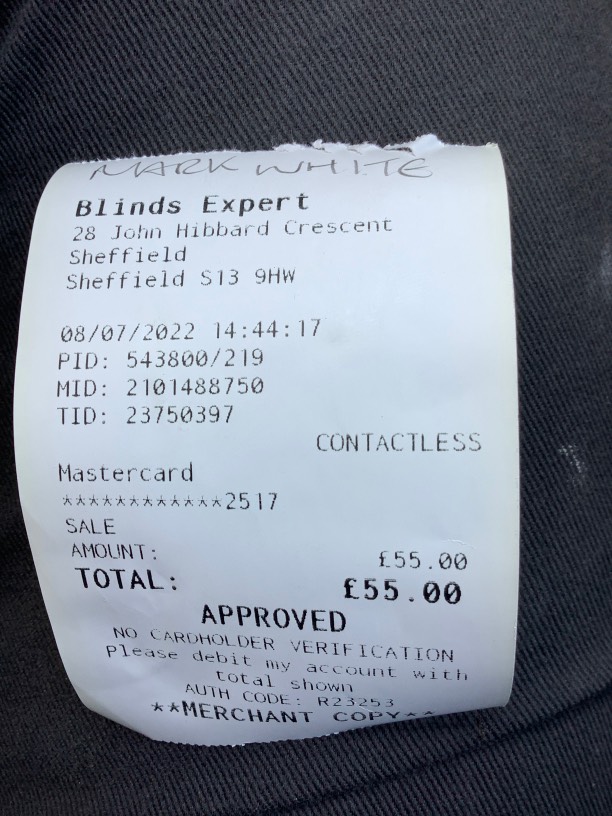 MARK WHITE
Blinds Expert
28 John Hibbard Crescent
Sheffield
Sheffield S13 9HW
08/07/2022 14:44:17
PID: 543800/219
MID: 2101488750
TID: 23750397
CONTACTLESS
Mastercard
************2517
SALE
AMOUNT: £55.00
TOTAL: £55.00
APPROVED
NO CARDHOLDER VERIFICATION
Please debit my account with
total shown
AUTH CODE: R23253
**MERCHANT COPY**